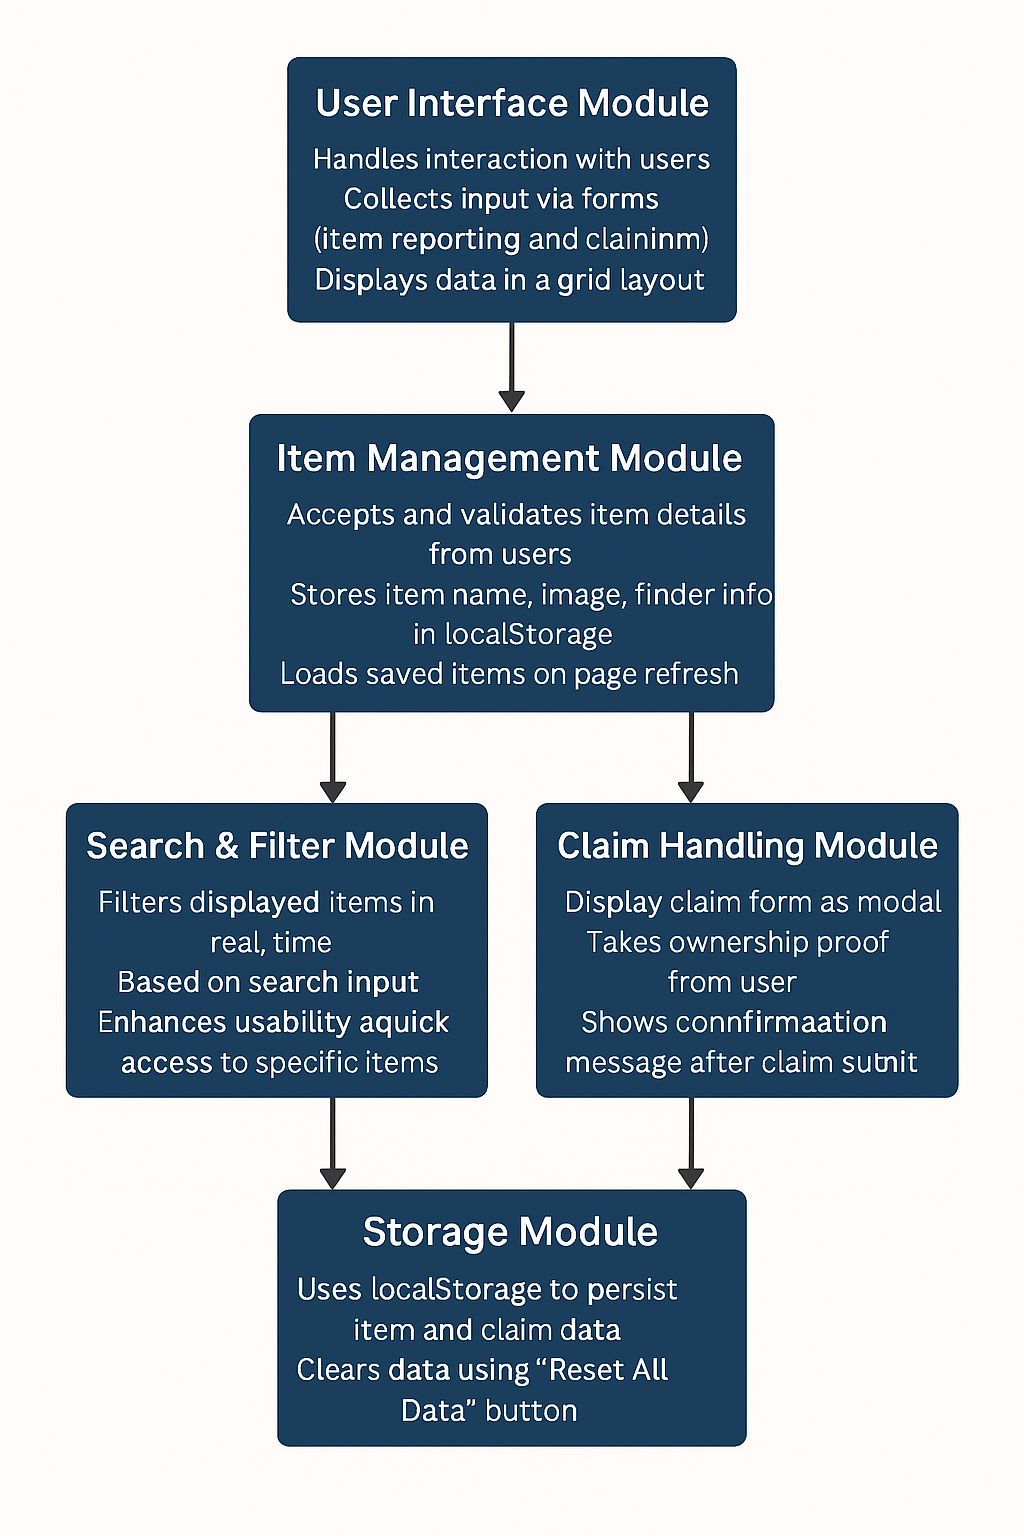 User Interface Module
Handles interaction with users
Collects input via forms
(item reporting and claininm)
Displays data in a grid layout
Item Management Module
Accepts and validates item details
from users
Stores item name, image, finder info
in localStorage
Loads saved items on page refresh
Search & Filter Module
Filters displayed items in
real, time
Based on search input
Enhances usability aquick
access to specific items
Claim Handling Module
Display claim form as modal
Takes ownership proof
from user
Shows connfirmaation
message after claim
Storage Module
Uses localStorage to persist
item and claim data
Clears data using “Reset All
Data” button